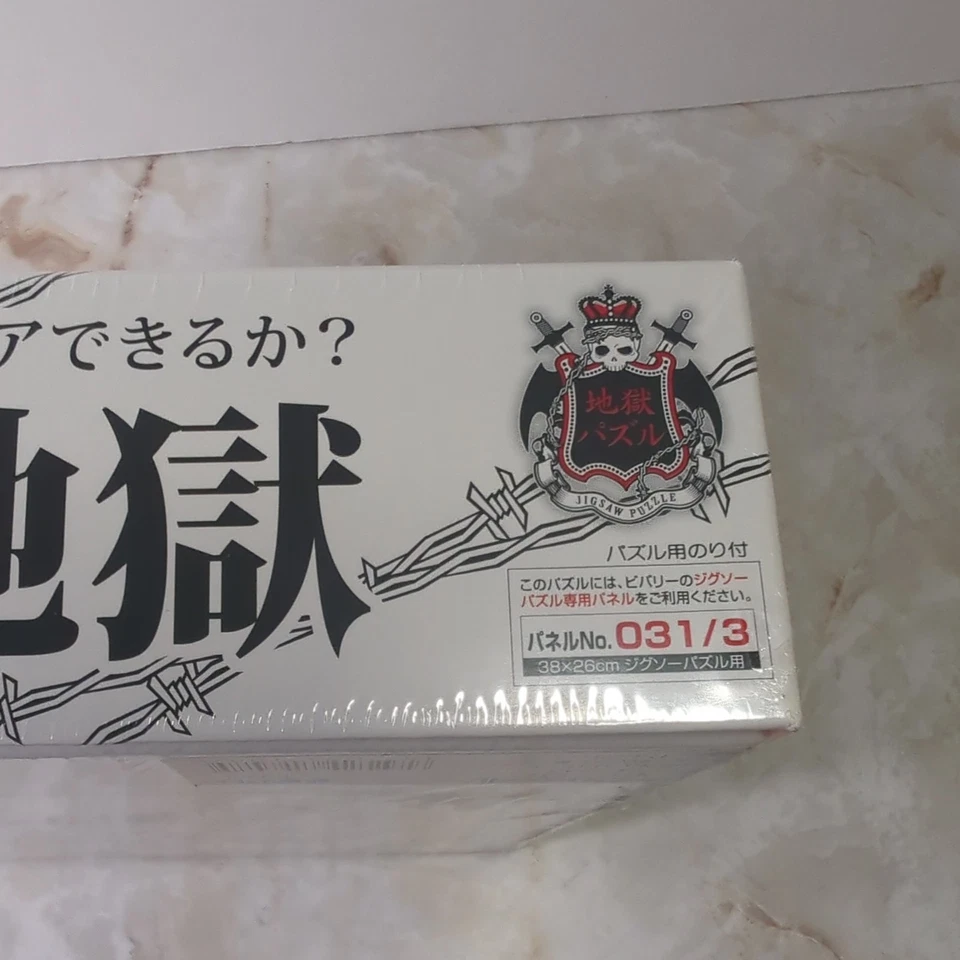 アできるか?
地獄
地獄
パズル
JIGSAW PUZZLE
パズル用のり付
このパズルには、ビバリーのジグソー
パズル専用パネルをご利用ください。
パネルNo. 031/3
38×26cm ジグソーパズル用